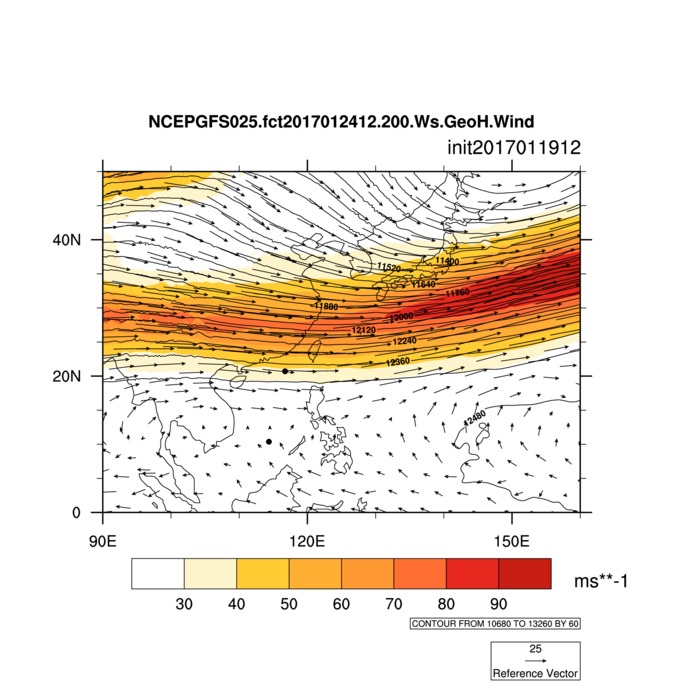 NCEPGFS025.fct2017012412.200.Ws.GeoH.Wind
init2017011912
40N
20N
0
11520
11400
11640
11760
11880
12000
12120
12240
12360
12480
90E 120E 150E
ms**-1
30 40 50 60 70 80 90
CONTOUR FROM 10680 TO 13260 BY 60
25
Reference Vector